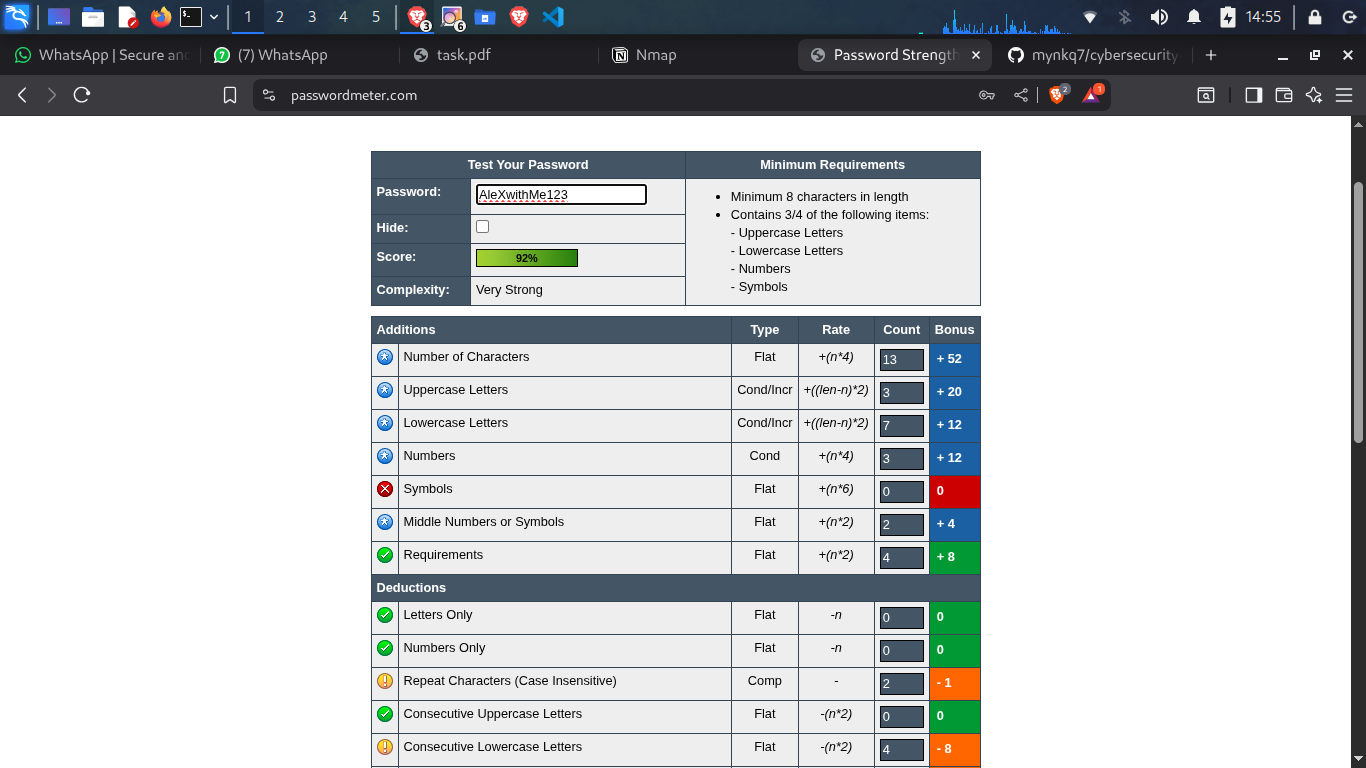 1 2 3 4 5 3 6 14:55
WhatsApp | Secure and (7) WhatsApp task.pdf Nmap Password Strength mynkq7/cybersecurity
passwordmeter.com 2 1
Test Your Password Minimum Requirements
Password: AleXwithMe123
Hide:
Score: 92%
Complexity: Very Strong
• Minimum 8 characters in length
• Contains 3/4 of the following items:
- Uppercase Letters
- Lowercase Letters
- Numbers
- Symbols
Additions Type Rate Count Bonus
Number of Characters Flat +(n*4) 13 + 52
Uppercase Letters Cond/Incr +((len-n)*2) 3 + 20
Lowercase Letters Cond/Incr +((len-n)*2) 7 + 12
Numbers Cond +(n*4) 3 + 12
Symbols Flat +(n*6) 0 0
Middle Numbers or Symbols Flat +(n*2) 2 + 4
Requirements Flat +(n*2) 4 + 8
Deductions
Letters Only Flat -n 0 0
Numbers Only Flat -n 0 0
Repeat Characters (Case Insensitive) Comp - 2 - 1
Consecutive Uppercase Letters Flat -(n*2) 0 0
Consecutive Lowercase Letters Flat -(n*2) 4 - 8